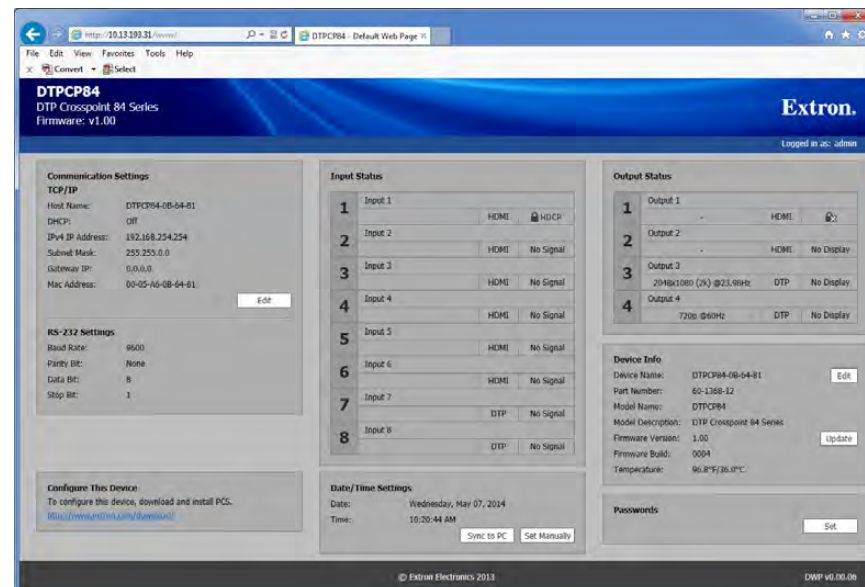 http://10.13.193.31/www/
DTPCP84 - Default Web Page
File Edit View Favorites Tools Help
x Convert Select
DTPCP84
DTP Crosspoint 84 Series
Firmware: v1.00
Extron.
Logged in as: admin
Communication Settings
TCP/IP
Host Name: DTPCP84-0B-64-81
DHCP: Off
IPv4 IP Address: 192.168.254.254
Subnet Mask: 255.255.0.0
Gateway IP: 0.0.0.0
Mac Address: 00-05-A6-0B-64-81
Edit
RS-232 Settings
Baud Rate: 9600
Parity Bit: None
Data Bit: 8
Stop Bit: 1
Configure This Device
To configure this device, download and install PCS.
http://www.extron.com/download/
Input Status
1 Input 1
HDMI HDCP
2 Input 2
HDMI No Signal
3 Input 3
HDMI No Signal
4 Input 4
HDMI No Signal
5 Input 5
HDMI No Signal
6 Input 6
HDMI No Signal
7 Input 7
DTP No Signal
8 Input 8
DTP No Signal
Date/Time Settings
Date: Wednesday, May 07, 2014
Time: 10:20:44 AM
Sync to PC Set Manually
Output Status
1 Output 1
- HDMI
2 Output 2
- HDMI No Display
3 Output 3
2048x1080 (2k) @23.98Hz DTP No Display
4 Output 4
720p @60Hz DTP No Display
Device Info
Device Name: DTPCP84-0B-64-81
Edit
Part Number: 60-1368-12
Model Name: DTPCP84
Model Description: DTP Crosspoint 84 Series
Firmware Version: 1.00
Update
Firmware Build: 0004
Temperature: 96.8°F/36.0°C
Passwords
Set
© Extron Electronics 2013
DWP v0.00.06